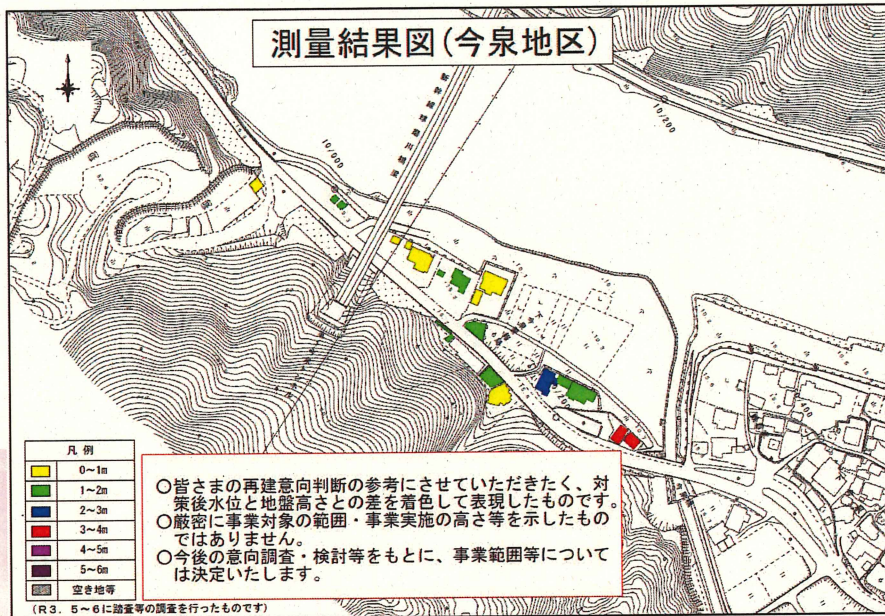 測量結果図(今泉地区)
新幹線球磨川橋梁
10/000
10/200
凡例
0~1m
1~2m
2~3m
3~4m
4~5m
5~6m
空き地等
(R3. 5~6に踏査等の調査を行ったものです)
○皆さまの再建意向判断の参考にさせていただきたく、対
策後水位と地盤高さとの差を着色して表現したものです。
○厳密に事業対象の範囲・事業実施の高さ等を示したもの
ではありません。
○今後の意向調査・検討等をもとに、事業範囲等について
は決定いたします。